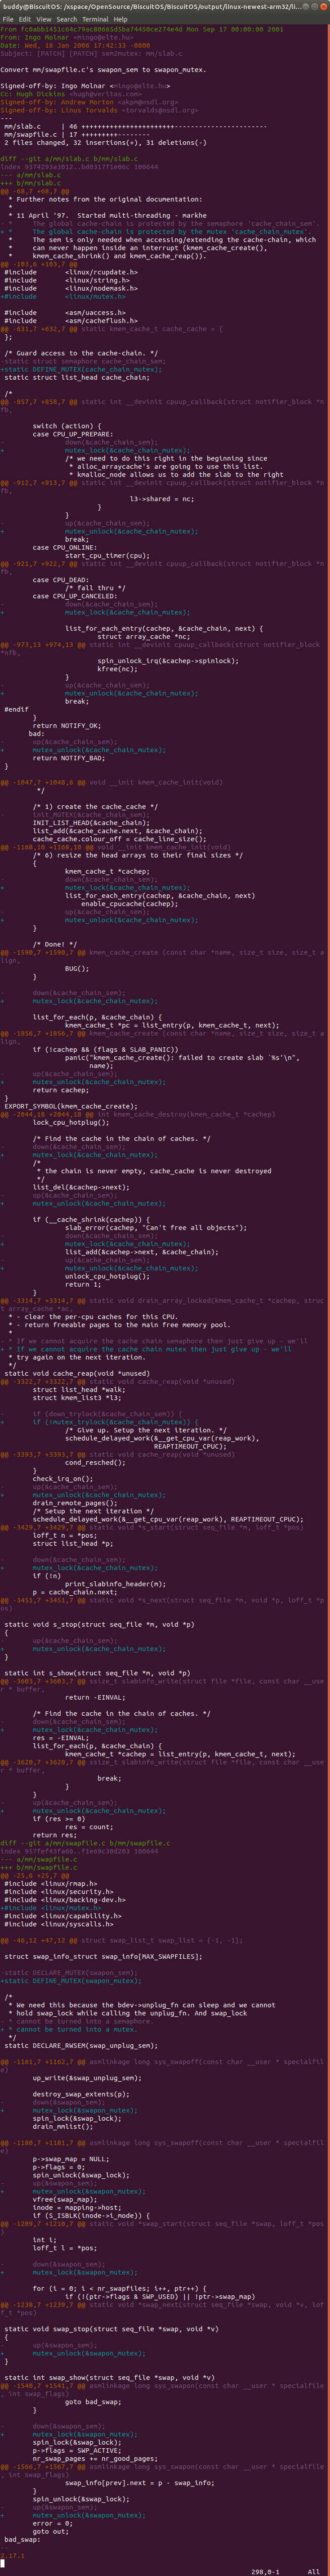 buddy@BiscuitOS: /xspace/OpenSource/BiscuitOS/BiscuitOS/output/linux-newest-arm32/li...
File Edit View Search Terminal Help
From: Ingo Molnar <mingo@elte.hu>
Date: Wed, 18 Jan 2006 17:42:33 -0800
Subject: [PATCH] [PATCH] sem2mutex: mm/slab.c

Convert mm/swapfile.c's swapon_sem to swapon_mutex.

Signed-off-by: Ingo Molnar <mingo@elte.hu>
Cc: Hugh Dickins <hugh@veritas.com>
Signed-off-by: Andrew Morton <akpm@osdl.org>
Signed-off-by: Linus Torvalds <torvalds@osdl.org>
---
 mm/slab.c | 46 +++++++++++++++++++++++-----------------------
 mm/swapfile.c | 17 +++++++++--------
 2 files changed, 32 insertions(+), 31 deletions(-)

diff --git a/mm/slab.c b/mm/slab.c
--- a/mm/slab.c
+++ b/mm/slab.c
@@ -68,7 +68,7 @@
  * Further notes from the original documentation:
  *
  * 11 April '97. Started multi-threading - markhe
- * The global cache-chain is protected by the semaphore 'cache_chain_sem'.
+ * The global cache-chain is protected by the mutex 'cache_chain_mutex'.
  * The sem is only needed when accessing/extending the cache-chain, which
  * can never happen inside an interrupt (kmem_cache_create(),
  * kmem_cache_shrink() and kmem_cache_reap()).
@@ -103,6 +103,7 @@
 #include <linux/rcupdate.h>
 #include <linux/string.h>
 #include <linux/nodemask.h>
+#include <linux/mutex.h>

 #include <asm/uaccess.h>
 #include <asm/cacheflush.h>
@@ -631,7 +632,7 @@ static kmem_cache_t cache_cache = {
 };

 /* Guard access to the cache-chain. */
-static struct semaphore cache_chain_sem;
+static DEFINE_MUTEX(cache_chain_mutex);
 static struct list_head cache_chain;

 /*
@@ -857,7 +858,7 @@ static int __devinit cpuup_callback(struct notifier_block *n
fb,

 switch (action) {
 case CPU_UP_PREPARE:
- down(&cache_chain_sem);
+ mutex_lock(&cache_chain_mutex);
 /* we need to do this right in the beginning since
 * alloc_arraycache's are going to use this list.
 * kmalloc_node allows us to add the slab to the right
@@ -912,7 +913,7 @@ static int __devinit cpuup_callback(struct notifier_block *n
fb,
 l3->shared = nc;
 }
 }
- up(&cache_chain_sem);
+ mutex_unlock(&cache_chain_mutex);
 break;
 case CPU_ONLINE:
 start_cpu_timer(cpu);
@@ -921,7 +922,7 @@ static int __devinit cpuup_callback(struct notifier_block *n
fb,
 case CPU_DEAD:
 /* fall thru */
 case CPU_UP_CANCELED:
- down(&cache_chain_sem);
+ mutex_lock(&cache_chain_mutex);

 list_for_each_entry(cachep, &cache_chain, next) {
 struct array_cache *nc;
@@ -973,13 +974,13 @@ static int __devinit cpuup_callback(struct notifier_block
*nfb,
 spin_unlock_irq(&cachep->spinlock);
 kfree(nc);
 }
- up(&cache_chain_sem);
+ mutex_unlock(&cache_chain_mutex);
 break;
 #endif
 }
 return NOTIFY_OK;
 bad:
- up(&cache_chain_sem);
+ mutex_unlock(&cache_chain_mutex);
 return NOTIFY_BAD;
 }

@@ -1047,7 +1048,6 @@ void __init kmem_cache_init(void)
 */

 /* 1) create the cache_cache */
- init_MUTEX(&cache_chain_sem);
 INIT_LIST_HEAD(&cache_chain);
 list_add(&cache_cache.next, &cache_chain);
 cache_cache.colour_off = cache_line_size();
@@ -1168,10 +1168,10 @@ void __init kmem_cache_init(void)
 /* 6) resize the head arrays to their final sizes */
 {
 kmem_cache_t *cachep;
- down(&cache_chain_sem);
+ mutex_lock(&cache_chain_mutex);
 list_for_each_entry(cachep, &cache_chain, next)
 enable_cpucache(cachep);
- up(&cache_chain_sem);
+ mutex_unlock(&cache_chain_mutex);
 }

 /* Done! */
@@ -1590,7 +1590,7 @@ kmem_cache_create (const char *name, size_t size, size_t a
lign,
 BUG();
 }

- down(&cache_chain_sem);
+ mutex_lock(&cache_chain_mutex);

 list_for_each(p, &cache_chain) {
 kmem_cache_t *pc = list_entry(p, kmem_cache_t, next);
@@ -1856,7 +1856,7 @@ kmem_cache_create (const char *name, size_t size, size_t a
lign,
 if (!cachep && (flags & SLAB_PANIC))
 panic("kmem_cache_create(): failed to create slab `%s'\n",
 name);
- up(&cache_chain_sem);
+ mutex_unlock(&cache_chain_mutex);
 return cachep;
 }
 EXPORT_SYMBOL(kmem_cache_create);
@@ -2044,18 +2044,18 @@ int kmem_cache_destroy(kmem_cache_t *cachep)
 lock_cpu_hotplug();

 /* Find the cache in the chain of caches. */
- down(&cache_chain_sem);
+ mutex_lock(&cache_chain_mutex);
 /*
 * the chain is never empty, cache_cache is never destroyed
 */
 list_del(&cachep->next);
- up(&cache_chain_sem);
+ mutex_unlock(&cache_chain_mutex);

 if (__cache_shrink(cachep)) {
 slab_error(cachep, "Can't free all objects");
- down(&cache_chain_sem);
+ mutex_lock(&cache_chain_mutex);
 list_add(&cachep->next, &cache_chain);
- up(&cache_chain_sem);
+ mutex_unlock(&cache_chain_mutex);
 unlock_cpu_hotplug();
 return 1;
 }
@@ -3314,7 +3314,7 @@ static void drain_array_locked(kmem_cache_t *cachep, struc
t array_cache *ac,
  * - clear the per-cpu caches for this CPU.
  * - return freeable pages to the main free memory pool.
  *
- * If we cannot acquire the cache chain semaphore then just give up - we'll
+ * If we cannot acquire the cache chain mutex then just give up - we'll
  * try again on the next iteration.
  */
 static void cache_reap(void *unused)
@@ -3322,7 +3322,7 @@ static void cache_reap(void *unused)
 struct list_head *walk;
 struct kmem_list3 *l3;

- if (down_trylock(&cache_chain_sem)) {
+ if (!mutex_trylock(&cache_chain_mutex)) {
 /* Give up. Setup the next iteration. */
 schedule_delayed_work(&__get_cpu_var(reap_work),
 REAPTIMEOUT_CPUC);
@@ -3393,7 +3393,7 @@ static void cache_reap(void *unused)
 cond_resched();
 }
 check_irq_on();
- up(&cache_chain_sem);
+ mutex_unlock(&cache_chain_mutex);
 drain_remote_pages();
 /* Setup the next iteration */
 schedule_delayed_work(&__get_cpu_var(reap_work), REAPTIMEOUT_CPUC);
@@ -3429,7 +3429,7 @@ static void *s_start(struct seq_file *m, loff_t *pos)
 loff_t n = *pos;
 struct list_head *p;

- down(&cache_chain_sem);
+ mutex_lock(&cache_chain_mutex);
 if (!n)
 print_slabinfo_header(m);
 p = cache_chain.next;
@@ -3451,7 +3451,7 @@ static void *s_next(struct seq_file *m, void *p, loff_t *p
os)

 static void s_stop(struct seq_file *m, void *p)
 {
- up(&cache_chain_sem);
+ mutex_unlock(&cache_chain_mutex);
 }

 static int s_show(struct seq_file *m, void *p)
@@ -3603,7 +3603,7 @@ ssize_t slabinfo_write(struct file *file, const char __use
r * buffer,
 return -EINVAL;

 /* Find the cache in the chain of caches. */
- down(&cache_chain_sem);
+ mutex_lock(&cache_chain_mutex);
 res = -EINVAL;
 list_for_each(p, &cache_chain) {
 kmem_cache_t *cachep = list_entry(p, kmem_cache_t, next);
@@ -3620,7 +3620,7 @@ ssize_t slabinfo_write(struct file *file, const char __use
r * buffer,
 break;
 }
 }
- up(&cache_chain_sem);
+ mutex_unlock(&cache_chain_mutex);
 if (res >= 0)
 res = count;
 return res;
diff --git a/mm/swapfile.c b/mm/swapfile.c
--- a/mm/swapfile.c
+++ b/mm/swapfile.c
@@ -25,6 +25,7 @@
 #include <linux/rmap.h>
 #include <linux/security.h>
 #include <linux/backing-dev.h>
+#include <linux/mutex.h>
 #include <linux/capability.h>
 #include <linux/syscalls.h>

@@ -46,12 +47,12 @@ struct swap_list_t swap_list = {-1, -1};

 struct swap_info_struct swap_info[MAX_SWAPFILES];

-static DECLARE_MUTEX(swapon_sem);
+static DEFINE_MUTEX(swapon_mutex);

 /*
  * We need this because the bdev->unplug_fn can sleep and we cannot
  * hold swap_lock while calling the unplug_fn. And swap_lock
- * cannot be turned into a semaphore.
+ * cannot be turned into a mutex.
  */
 static DECLARE_RWSEM(swap_unplug_sem);

@@ -1161,7 +1162,7 @@ asmlinkage long sys_swapoff(const char __user * specialfil
e)
 up_write(&swap_unplug_sem);

 destroy_swap_extents(p);
- down(&swapon_sem);
+ mutex_lock(&swapon_mutex);
 spin_lock(&swap_lock);
 drain_mmlist();

@@ -1180,7 +1181,7 @@ asmlinkage long sys_swapoff(const char __user * specialfil
e)
 p->swap_map = NULL;
 p->flags = 0;
 spin_unlock(&swap_lock);
- up(&swapon_sem);
+ mutex_unlock(&swapon_mutex);
 vfree(swap_map);
 inode = mapping->host;
 if (S_ISBLK(inode->i_mode)) {
@@ -1209,7 +1210,7 @@ static void *swap_start(struct seq_file *swap, loff_t *pos
)
 int i;
 loff_t l = *pos;

- down(&swapon_sem);
+ mutex_lock(&swapon_mutex);

 for (i = 0; i < nr_swapfiles; i++, ptr++) {
 if (!(ptr->flags & SWP_USED) || !ptr->swap_map)
@@ -1238,7 +1239,7 @@ static void *swap_next(struct seq_file *swap, void *v, lof
f_t *pos)

 static void swap_stop(struct seq_file *swap, void *v)
 {
- up(&swapon_sem);
+ mutex_unlock(&swapon_mutex);
 }

 static int swap_show(struct seq_file *swap, void *v)
@@ -1540,7 +1541,7 @@ asmlinkage long sys_swapon(const char __user * specialfile
, int swap_flags)
 goto bad_swap;
 }

- down(&swapon_sem);
+ mutex_lock(&swapon_mutex);
 spin_lock(&swap_lock);
 p->flags = SWP_ACTIVE;
 nr_swap_pages += nr_good_pages;
@@ -1566,7 +1567,7 @@ asmlinkage long sys_swapon(const char __user * specialfile
, int swap_flags)
 swap_info[prev].next = p - swap_info;
 }
 spin_unlock(&swap_lock);
- up(&swapon_sem);
+ mutex_unlock(&swapon_mutex);
 error = 0;
 goto out;
 bad_swap:
--
2.17.1
298,0-1 All